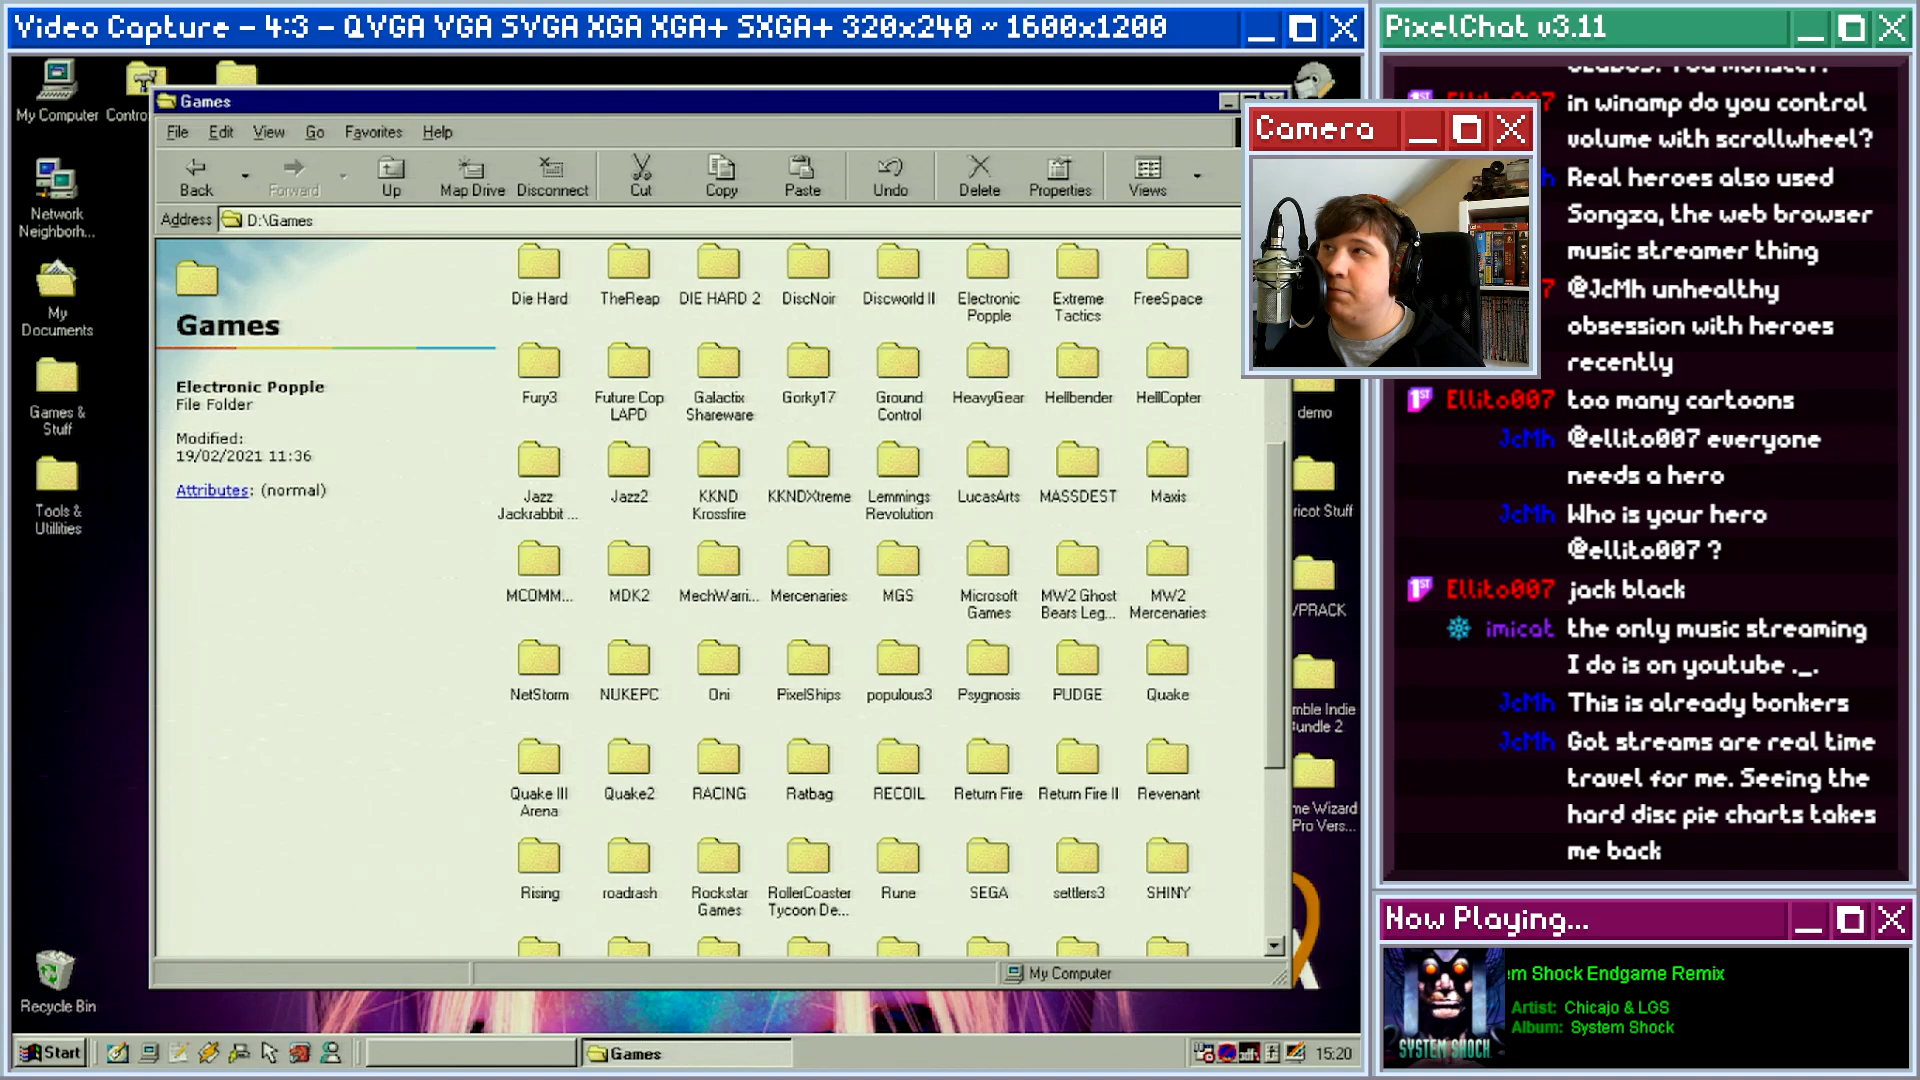 Video Capture - 4:3 - QVGA VGA SVGA XGA XGA+ SXGA+ 320x240 ~ 1600x1200
My Computer
Network
Neighborh...
My
Documents
Games &
Stuff
Tools &
Utilities
Recycle Bin
Games
File Edit View Go Favorites Help
Back Forward Up Map Drive Disconnect Cut Copy Paste Undo Delete Properties Views
Address D:\Games
Games
Electronic Popple
File Folder
Modified:
19/02/2021 11:36
Attributes: (normal)
Die Hard TheReap DIE HARD 2 DiscNoir Discworld II Electronic Popple Extreme Tactics FreeSpace
Fury3 Future Cop LAPD Galactix Shareware Gorky17 Ground Control HeavyGear Hellbender HellCopter
Jazz Jackrabbit ... Jazz2 KKND Krossfire KKNDXtreme Lemmings Revolution LucasArts MASSDEST Maxis
MCOMM... MDK2 MechWarri... Mercenaries MGS Microsoft Games MW2 Ghost Bears Leg... MW2 Mercenaries
NetStorm NUKEPC Oni PixelShips populous3 Psygnosis PUDGE Quake
Quake III Arena Quake2 RACING Ratbag RECOIL Return Fire Return Fire II Revenant
Rising roadrash Rockstar Games RollerCoaster Tycoon De... Rune SEGA settlers3 SHINY
My Computer
demo
Start
Games
15:20
Camera
PixelChat v3.11
in winamp do you control
volume with scrollwheel?
Real heroes also used
Songza, the web browser
music streamer thing
@JcMh unhealthy
obsession with heroes
recently
Ellito007 too many cartoons
JcMh @ellito007 everyone
needs a hero
JcMh Who is your hero
@ellito007 ?
Ellito007 jack black
imicat the only music streaming
I do is on youtube ._.
JcMh This is already bonkers
JcMh Got streams are real time
travel for me. Seeing the
hard disc pie charts takes
me back
Now Playing...
SYSTEM SHOCK
em Shock Endgame Remix
Artist: Chicajo & LGS
Album: System Shock